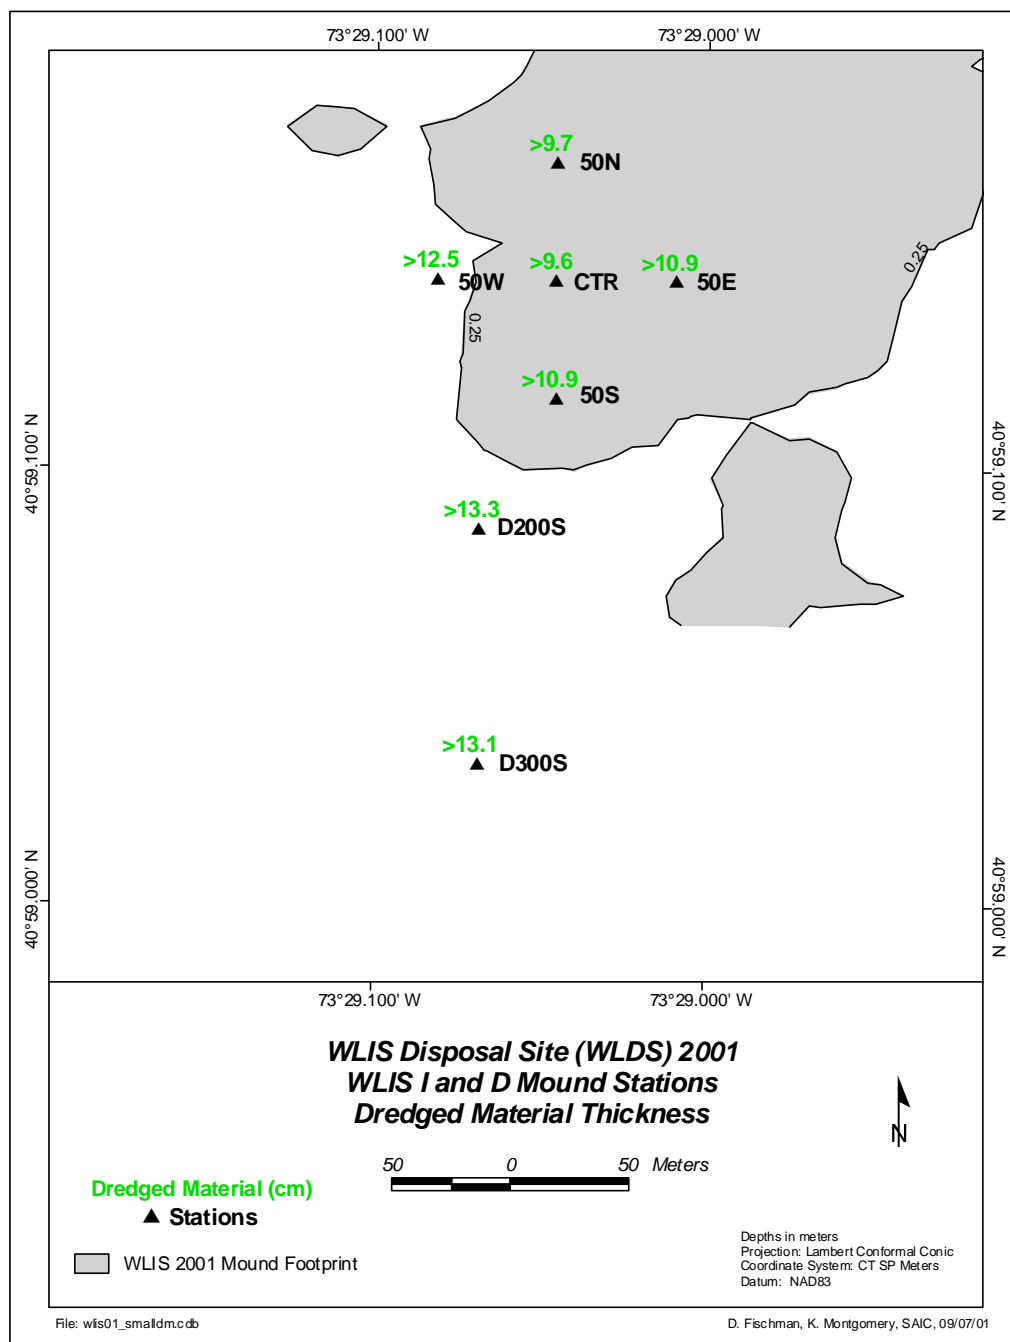 73°29.100' W
73°29.000' W
>9.7
50N
>12.5
50W
>9.6
CTR
>10.9
50E
0.25
0.25
>10.9
50S
40°59.100' N
40°59.100' N
>13.3
D200S
>13.1
D300S
40°59.000' N
40°59.000' N
73°29.100' W
73°29.000' W
WLIS Disposal Site (WLDS) 2001
WLIS I and D Mound Stations
Dredged Material Thickness
N
50 0 50 Meters
Dredged Material (cm)
Stations
WLIS 2001 Mound Footprint
Depths in meters
Projection: Lambert Conformal Conic
Coordinate System: CT SP Meters
Datum: NAD83
File: wlis01_smalldm.cdb
D. Fischman, K. Montgomery, SAIC, 09/07/01